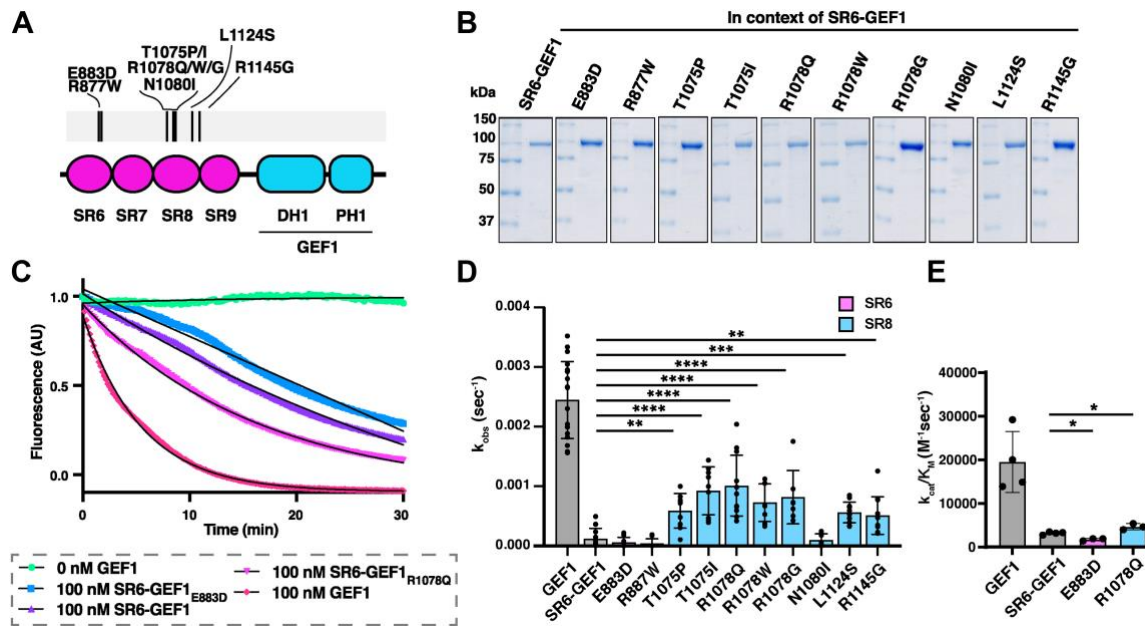 A
L1124S
T1075P/I
R1078Q/W/G
R1145G
E883D
R877W
N1080I
SR6 SR7 SR8 SR9 DH1 PH1
GEF1
B
In context of SR6-GEF1
kDa
SR6-GEF1 E883D R877W T1075P T1075I R1078Q R1078W R1078G N1080I L1124S R1145G
150
100
75
50
37
C
Fluorescence (AU)
1.0
0.5
0.0
0 10 20 30
Time (min)
0 nM GEF1
100 nM SR6-GEF1E883D
100 nM SR6-GEF1
100 nM SR6-GEF1R1078Q
100 nM GEF1
D
SR6
SR8
kobs (sec-1)
0.004
0.003
0.002
0.001
0.000
**
***
****
****
****
****
**
GEF1 SR6-GEF1 E883D R887W T1075P T1075I R1078Q R1078W R1078G N1080I L1124S R1145G
E
kcat/KM (M-1sec-1)
40000
30000
20000
10000
0
*
*
GEF1 SR6-GEF1 E883D R1078Q